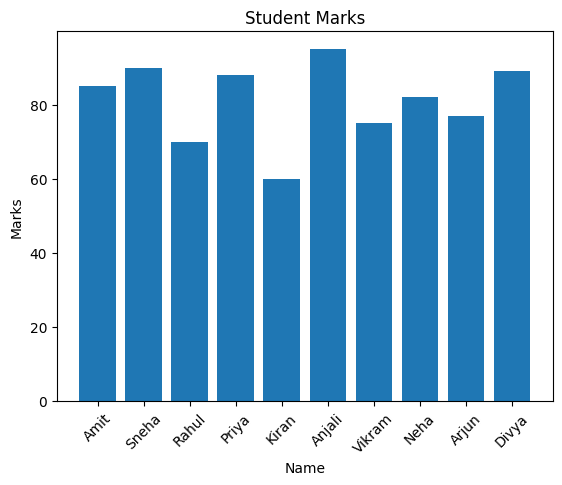 Student Marks
Marks
80
60
40
20
0
Amit Sneha Rahul Priya Kiran Anjali Vikram Neha Arjun Divya
Name